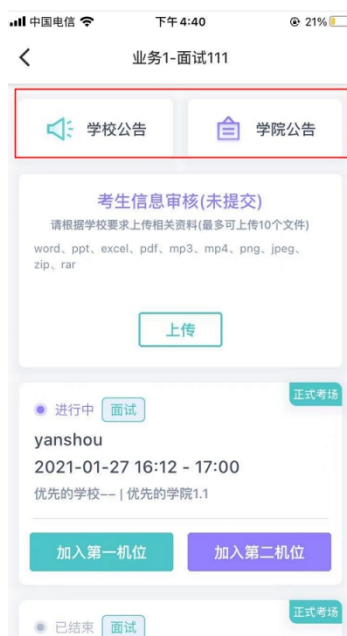 中国电信 下午4:40 21%
业务1-面试111
学校公告 学院公告
考生信息审核(未提交)
请根据学校要求上传相关资料(最多可上传10个文件)
word、ppt、excel、pdf、mp3、mp4、png、jpeg、
zip、rar
上传
正式考场
进行中 面试
yanshou
2021-01-27 16:12 - 17:00
优先的学校-- | 优先的学院1.1
加入第一机位 加入第二机位
正式考场
已结束 面试